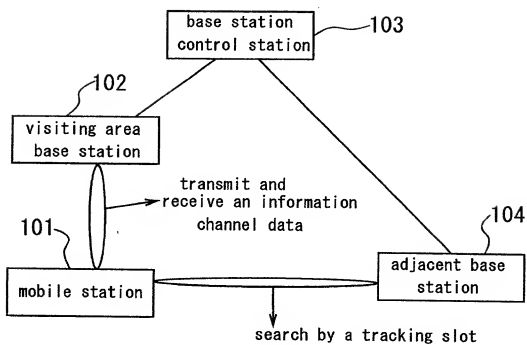 base station
control station
103
102
visiting area
base station
transmit and
receive an information
channel data
101
104
mobile station
adjacent base
station
search by a tracking slot